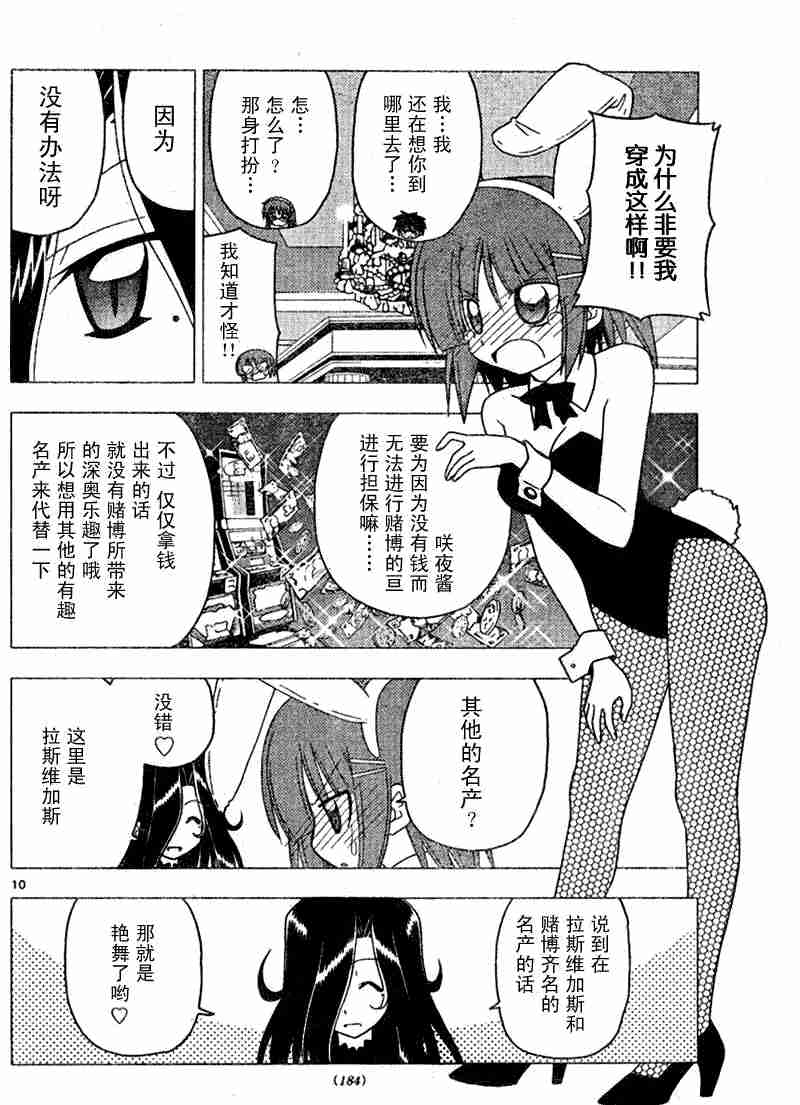 为什么非要我
穿成这样啊!!
我…我
还在想你到
哪里去了…
怎…
怎么了?
那身打扮…
我知道才怪!!
因为
没有办法呀
咲夜酱
要为因为没有钱而
无法进行赌博的亘
进行担保嘛……
不过 仅仅拿钱
出来的话
就没有赌博所带来
的深奥乐趣了哦
所以想用其他的有趣
名产来代替一下
其他的名产?
没错♡
这里是
拉斯维加斯
10
说到在
拉斯维加斯和
赌博齐名的
名产的话
那就是
艳舞了哟♡
(184)